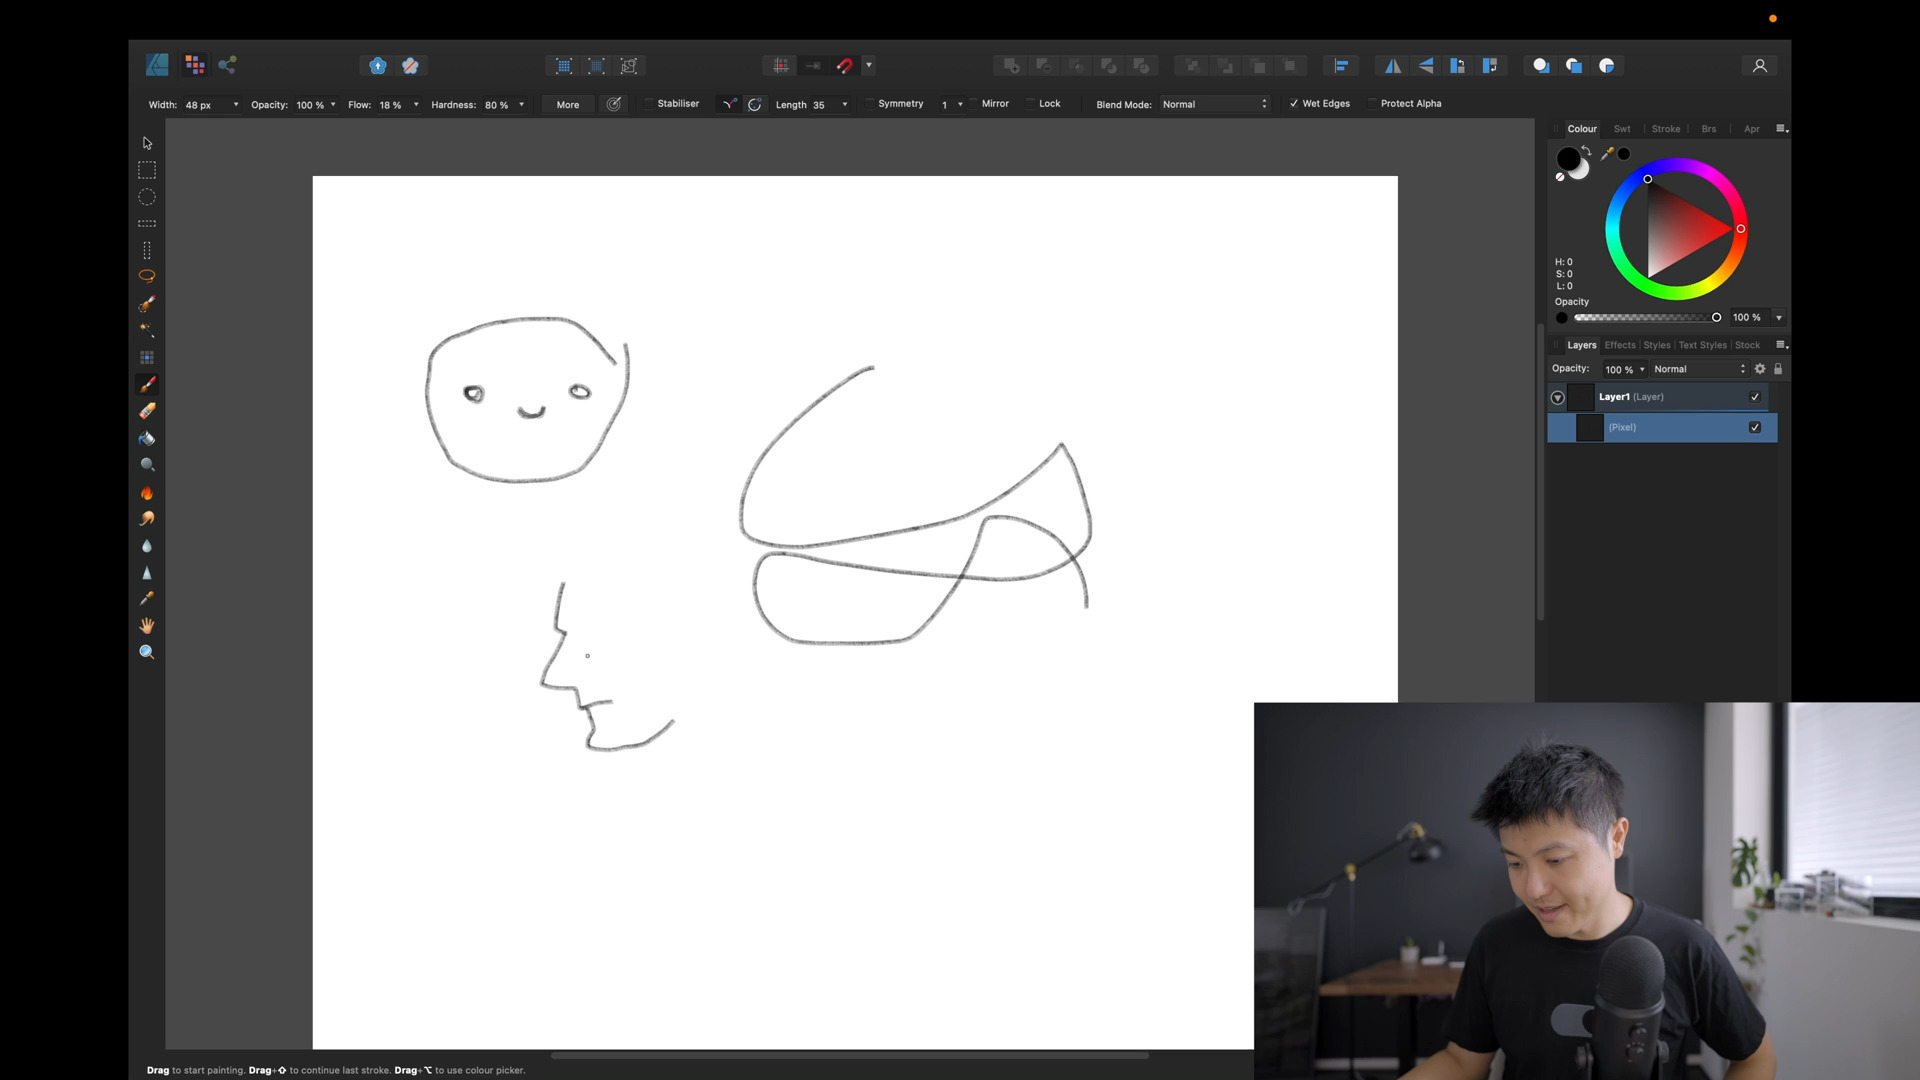 Width: 48 px Opacity: 100 % Flow: 18 % Hardness: 80 % More Stabiliser Length 35 Symmetry 1 Mirror Lock Blend Mode: Normal Wet Edges Protect Alpha
Colour Swt Stroke Brs Apr
H: 0
S: 0
L: 0
Opacity
100 %
Layers Effects Styles Text Styles Stock
Opacity: 100 % Normal
Layer1 (Layer)
(Pixel)
Drag to start painting. Drag+⇧ to continue last stroke. Drag+⌥ to use colour picker.